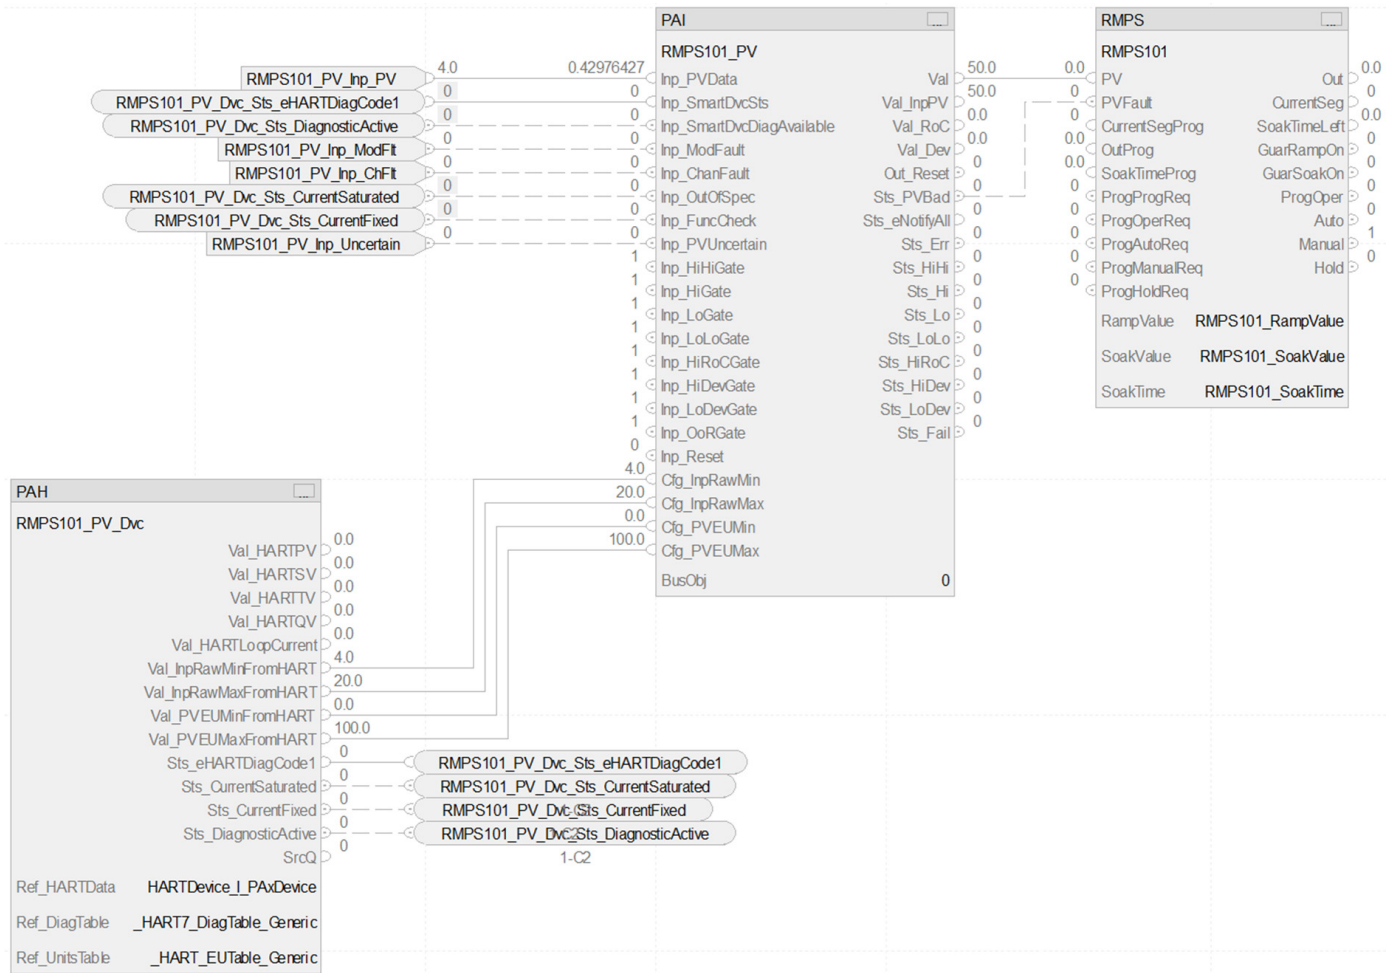 PAI
...
RMPS101_PV
RMPS
...
RMPS101
RMPS101_PV_Inp_PV
4.0
0.42976427
Inp_PVData
Val
50.0
0.0
PV
Out
0.0
RMPS101_PV_Dvc_Sts_eHARTDiagCode1
0
0
Inp_SmartDvcSts
Val_InpPV
50.0
0
PVFault
CurrentSeg
0
RMPS101_PV_Dvc_Sts_DiagnosticActive
0
0
Inp_SmartDvcDiagAvailable
Val_RoC
0.0
0
CurrentSegProg
SoakTimeLeft
0.0
RMPS101_PV_Inp_ModFlt
0
0
Inp_ModFault
Val_Dev
0.0
0.0
OutProg
GuarRampOn
0
RMPS101_PV_Inp_ChFlt
0
0
Inp_ChanFault
Out_Reset
0
0.0
SoakTimeProg
GuarSoakOn
0
RMPS101_PV_Dvc_Sts_CurrentSaturated
0
0
Inp_OutOfSpec
Sts_PVBad
0
0
ProgProgReq
ProgOper
0
RMPS101_PV_Dvc_Sts_CurrentFixed
0
0
Inp_FuncCheck
Sts_eNotifyAll
0
0
ProgOperReq
Auto
0
RMPS101_PV_Inp_Uncertain
0
0
Inp_PVUncertain
Sts_Err
0
0
ProgAutoReq
Manual
1
1
Inp_HiHiGate
Sts_HiHi
0
0
ProgManualReq
Hold
0
1
Inp_HiGate
Sts_Hi
0
0
ProgHoldReq
1
Inp_LoGate
Sts_Lo
0
RampValue RMPS101_RampValue
1
Inp_LoLoGate
Sts_LoLo
0
SoakValue RMPS101_SoakValue
1
Inp_HiRoCGate
Sts_HiRoC
0
SoakTime RMPS101_SoakTime
1
Inp_HiDevGate
Sts_HiDev
0
1
Inp_LoDevGate
Sts_LoDev
0
1
Inp_OoRGate
Sts_Fail
0
0
Inp_Reset
4.0
Cfg_InpRawMin
20.0
Cfg_InpRawMax
0.0
Cfg_PVEUMin
100.0
Cfg_PVEUMax
BusObj 0
PAH
...
RMPS101_PV_Dvc
Val_HARTPV
0.0
Val_HARTSV
0.0
Val_HARTTV
0.0
Val_HARTQV
0.0
Val_HARTLoopCurrent
0.0
Val_InpRawMinFromHART
4.0
Val_InpRawMaxFromHART
20.0
Val_PVEUMinFromHART
0.0
Val_PVEUMaxFromHART
100.0
Sts_eHARTDiagCode1
0
RMPS101_PV_Dvc_Sts_eHARTDiagCode1
Sts_CurrentSaturated
0
RMPS101_PV_Dvc_Sts_CurrentSaturated
Sts_CurrentFixed
0
RMPS101_PV_Dvc_Sts_CurrentFixed
Sts_DiagnosticActive
0
RMPS101_PV_Dvc_Sts_DiagnosticActive
SrcQ
0
1-C2
Ref_HARTData HARTDevice_I_PAxDevice
Ref_DiagTable _HART7_DiagTable_Generic
Ref_UnitsTable _HART_EUTable_Generic